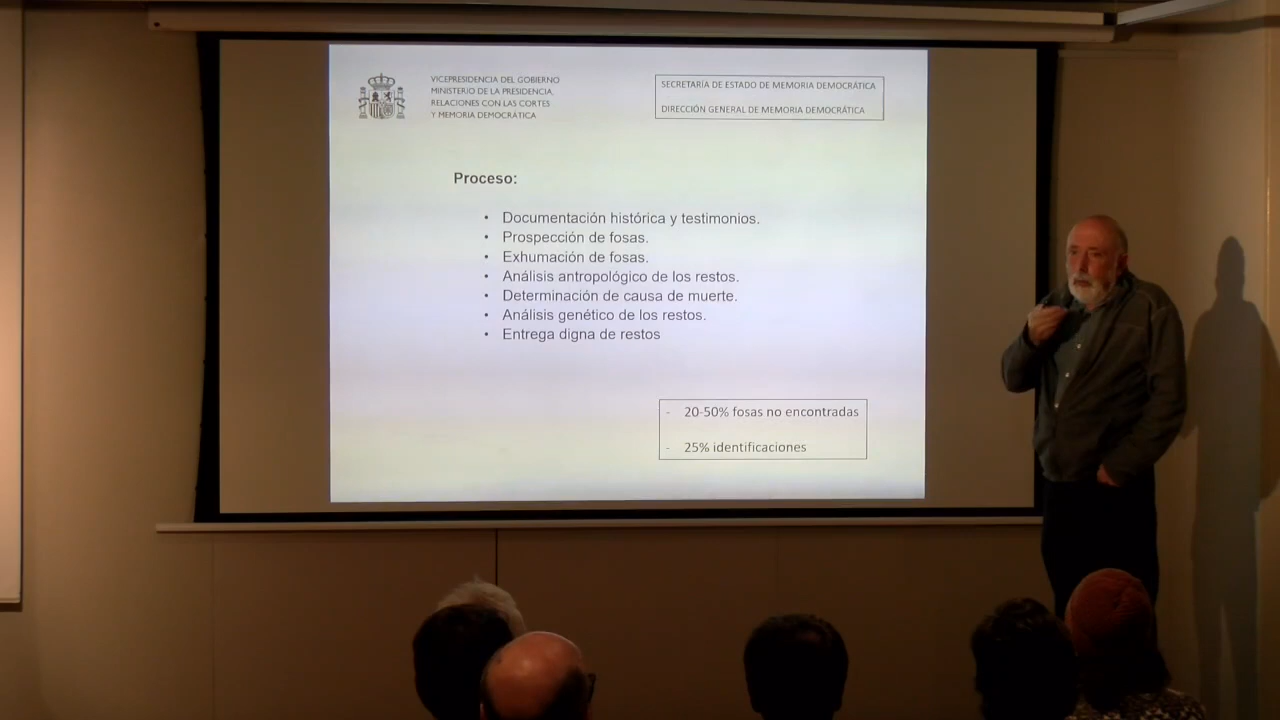 VICEPRESIDENCIA DEL GOBIERNO
MINISTERIO DE LA PRESIDENCIA,
RELACIONES CON LAS CORTES
Y MEMORIA DEMOCRÁTICA
SECRETARÍA DE ESTADO DE MEMORIA DEMOCRÁTICA
DIRECCIÓN GENERAL DE MEMORIA DEMOCRÁTICA
Proceso:
• Documentación histórica y testimonios.
• Prospección de fosas.
• Exhumación de fosas.
• Análisis antropológico de los restos.
• Determinación de causa de muerte.
• Análisis genético de los restos.
• Entrega digna de restos
- 20-50% fosas no encontradas
- 25% identificaciones